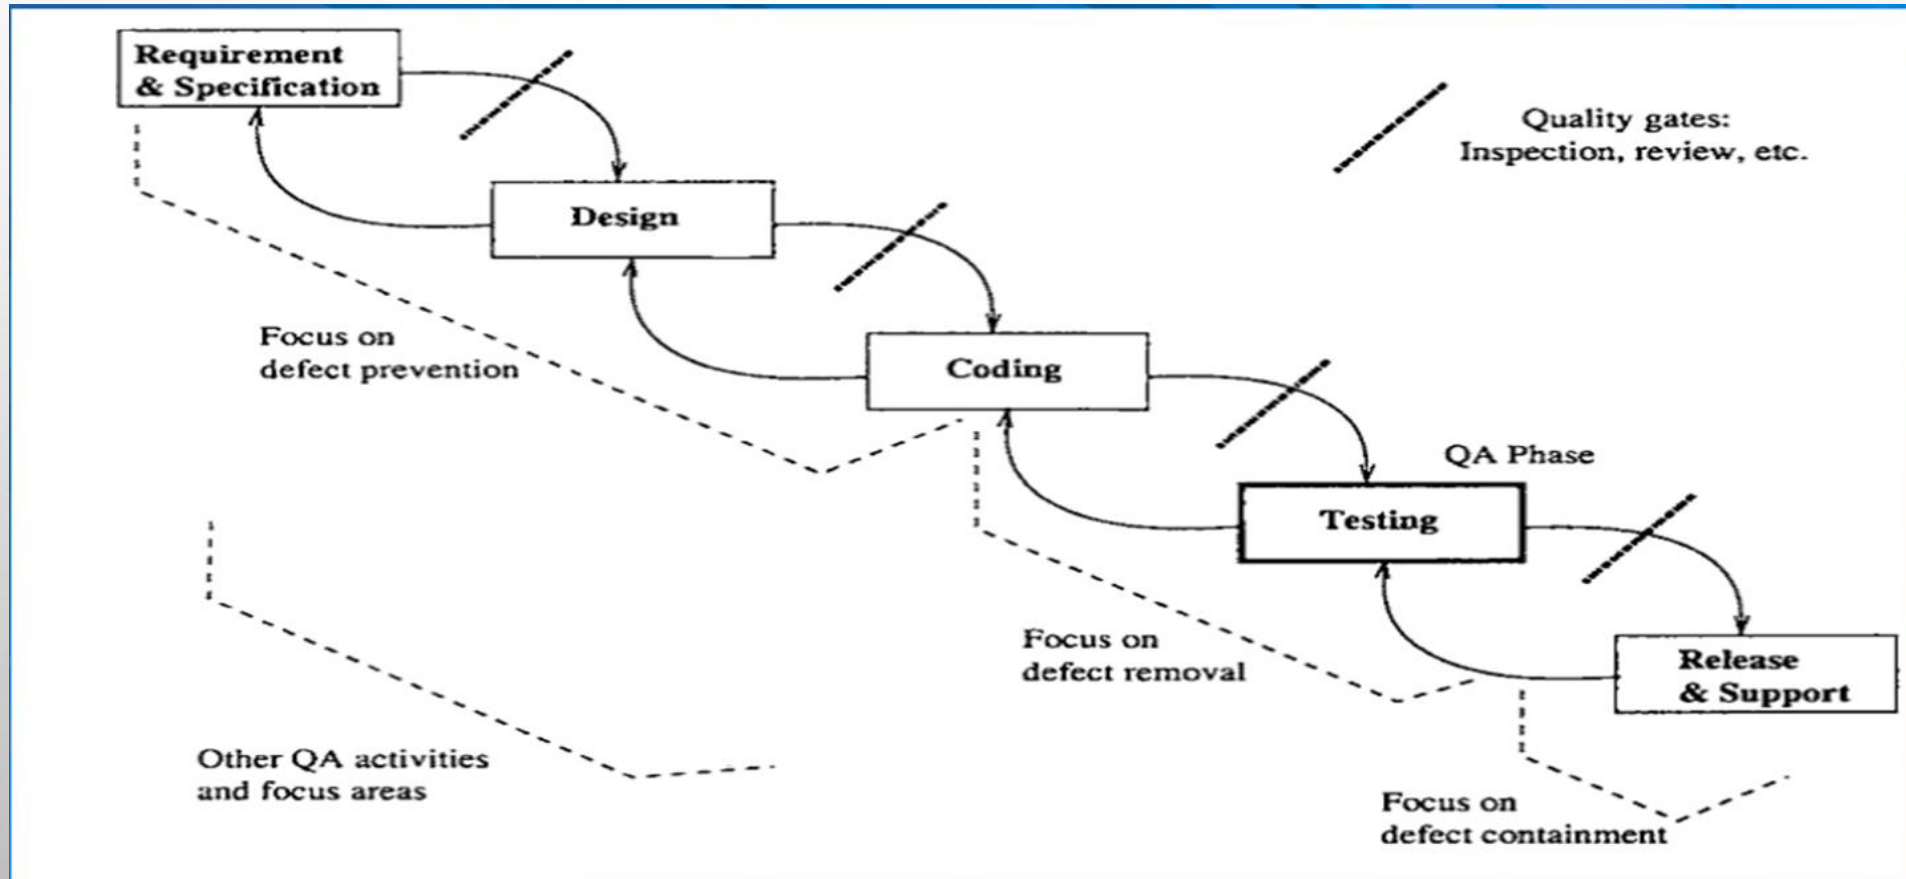 Requirement
& Specification
Quality gates:
Inspection, review, etc.
Design
Focus on
defect prevention
Coding
QA Phase
Testing
Focus on
defect removal
Release
& Support
Other QA activities
and focus areas
Focus on
defect containment